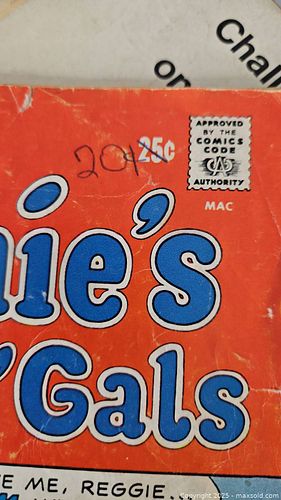 Chall
on
20¢ 25¢
APPROVED
BY THE
COMICS
CODE
CA
AUTHORITY
MAC
ie's
' Gals
E ME, REGGIE..
Copyright 2025 - maxsold.com